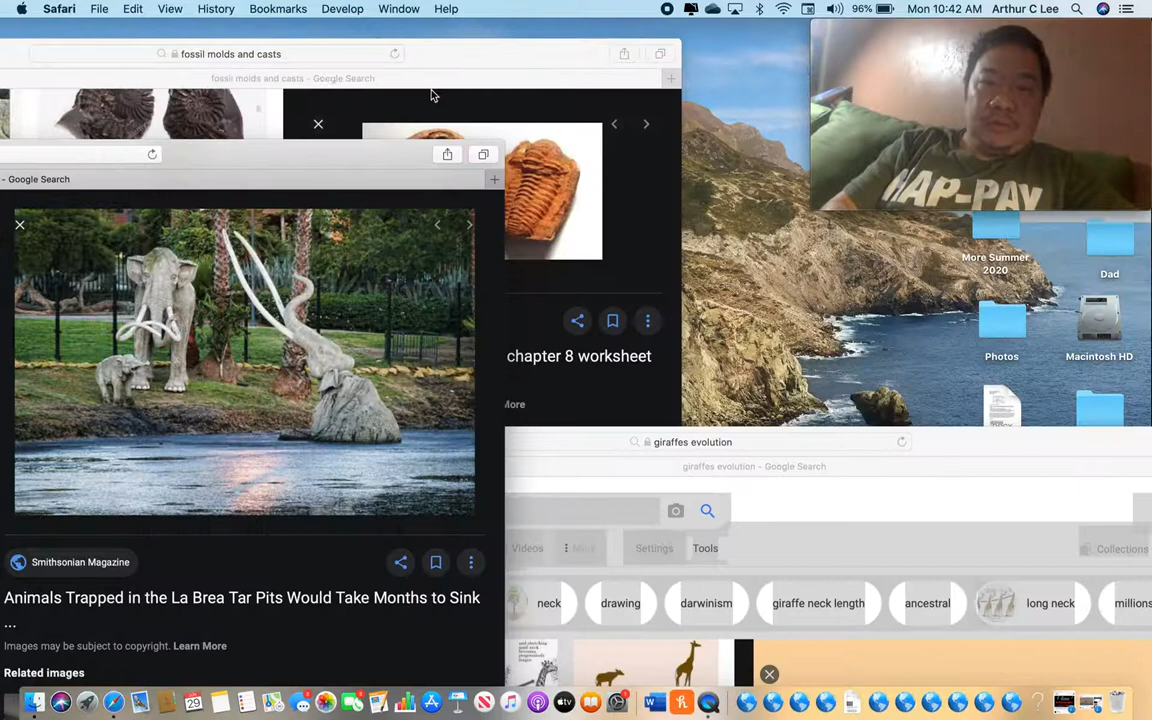 Safari File Edit View History Bookmarks Develop Window Help
96% Mon 10:42 AM Arthur C Lee
fossil molds and casts
fossil molds and casts - Google Search
- Google Search
HAP-PAY
More Summer
2020
Dad
Photos
Macintosh HD
chapter 8 worksheet
More
giraffes evolution
giraffes evolution - Google Search
Videos More Settings Tools
Collections
neck drawing darwinism giraffe neck length ancestral long neck millions
Smithsonian Magazine
Animals Trapped in the La Brea Tar Pits Would Take Months to Sink
...
Images may be subject to copyright. Learn More
Related images